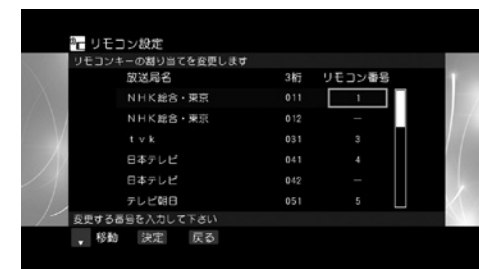 リモコン設定
リモコンキーの割り当てを変更します
放送局名 3桁 リモコン番号
NHK総合・東京 011 1
NHK総合・東京 012 —
tvk 031 3
日本テレビ 041 4
日本テレビ 042 —
テレビ朝日 051 5
変更する番号を入力して下さい
移動 決定 戻る